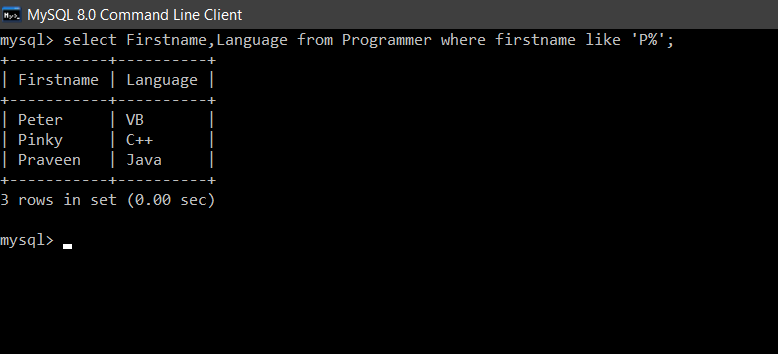 MySQL 8.0 Command Line Client
mysql> select Firstname,Language from Programmer where firstname like 'P%';
+-----------+----------+
| Firstname | Language |
+-----------+----------+
| Peter     | VB       |
| Pinky     | C++      |
| Praveen   | Java     |
+-----------+----------+
3 rows in set (0.00 sec)
mysql> _